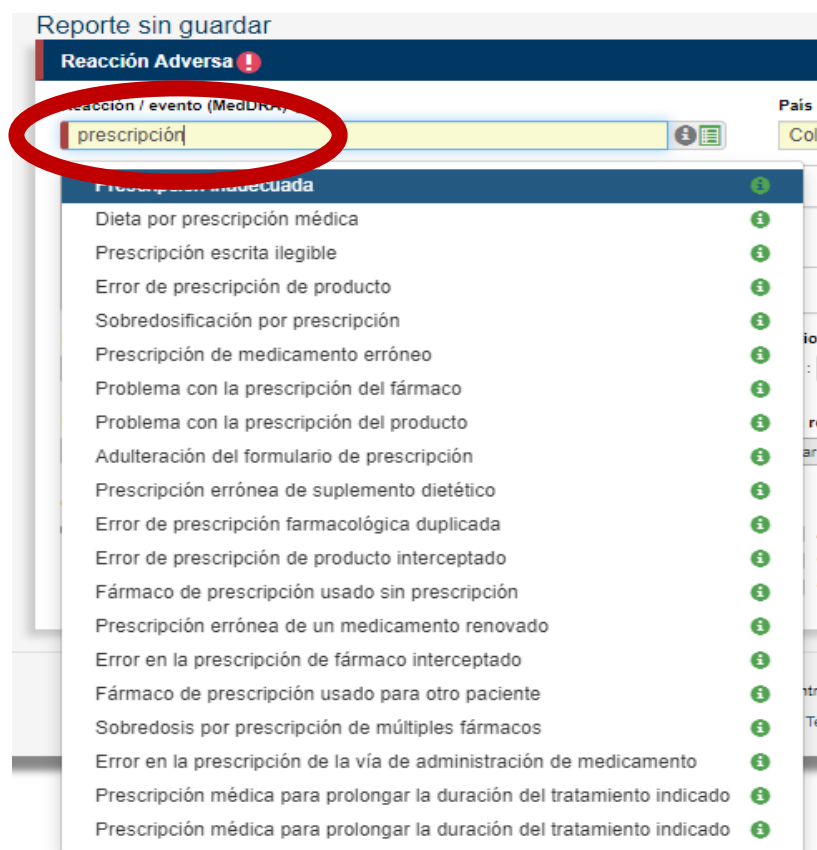 Reporte sin guardar
Reacción Adversa
Reacción / evento (MedDRA)
País
prescripción
Col
Prescripción inadecuada
Dieta por prescripción médica
Prescripción escrita ilegible
Error de prescripción de producto
Sobredosificación por prescripción
Prescripción de medicamento erróneo
Problema con la prescripción del fármaco
Problema con la prescripción del producto
Adulteración del formulario de prescripción
Prescripción errónea de suplemento dietético
Error de prescripción farmacológica duplicada
Error de prescripción de producto interceptado
Fármaco de prescripción usado sin prescripción
Prescripción errónea de un medicamento renovado
Error en la prescripción de fármaco interceptado
Fármaco de prescripción usado para otro paciente
Sobredosis por prescripción de múltiples fármacos
Error en la prescripción de la vía de administración de medicamento
Prescripción médica para prolongar la duración del tratamiento indicado
Prescripción médica para prolongar la duración del tratamiento indicado